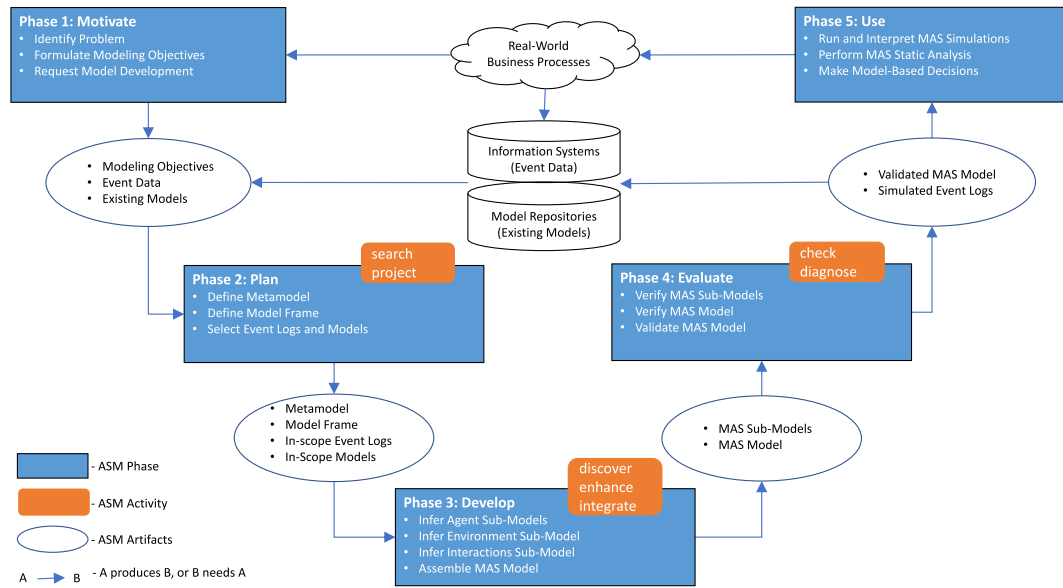 Phase 1: Motivate
• Identify Problem
• Formulate Modeling Objectives
• Request Model Development
Real-World
Business Processes
Phase 5: Use
• Run and Interpret MAS Simulations
• Perform MAS Static Analysis
• Make Model-Based Decisions
• Modeling Objectives
• Event Data
• Existing Models
Information Systems
(Event Data)
Model Repositories
(Existing Models)
• Validated MAS Model
• Simulated Event Logs
search
project
Phase 2: Plan
• Define Metamodel
• Define Model Frame
• Select Event Logs and Models
check
diagnose
Phase 4: Evaluate
• Verify MAS Sub-Models
• Verify MAS Model
• Validate MAS Model
• Metamodel
• Model Frame
• In-scope Event Logs
• In-Scope Models
• MAS Sub-Models
• MAS Model
discover
enhance
integrate
Phase 3: Develop
• Infer Agent Sub-Models
• Infer Environment Sub-Model
• Infer Interactions Sub-Model
• Assemble MAS Model
- ASM Phase
- ASM Activity
- ASM Artifacts
A B - A produces B, or B needs A